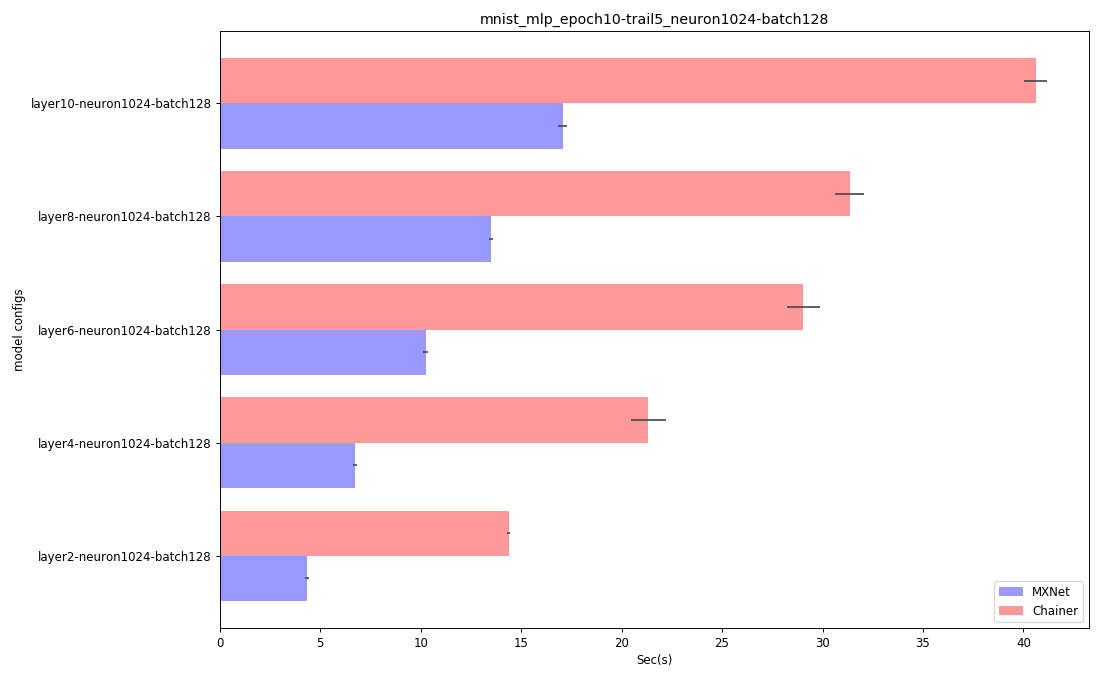 mnist_mlp_epoch10-trail5_neuron1024-batch128
model configs
layer10-neuron1024-batch128
layer8-neuron1024-batch128
layer6-neuron1024-batch128
layer4-neuron1024-batch128
layer2-neuron1024-batch128
MXNet
Chainer
0 5 10 15 20 25 30 35 40
Sec(s)